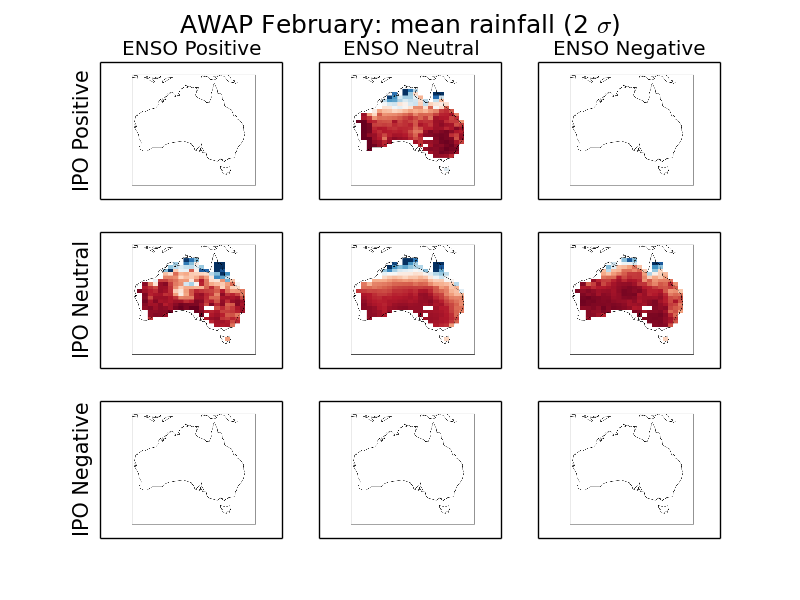 AWAP February: mean rainfall (2 σ)
ENSO Positive ENSO Neutral ENSO Negative
IPO Positive
IPO Neutral
IPO Negative